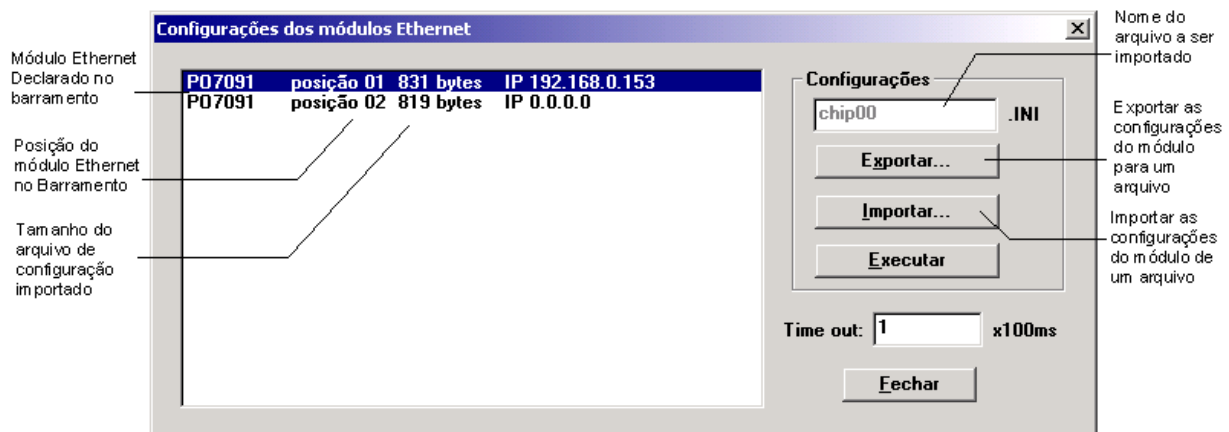 Configurações dos módulos Ethernet
Módulo Ethernet
Declarado no
barramento
Posição do
módulo Ethernet
no Barramento
Tamanho do
arquivo de
configuração
importado
PO7091 posição 01 831 bytes IP 192.168.0.153
PO7091 posição 02 819 bytes IP 0.0.0.0
Configurações
chip00 .INI
Exportar...
Importar...
Executar
Time out: 1 x100ms
Fechar
Nome do
arquivo a ser
importado
Exportar as
configurações
do módulo
para um
arquivo
Importar as
configurações
do módulo de
um arquivo